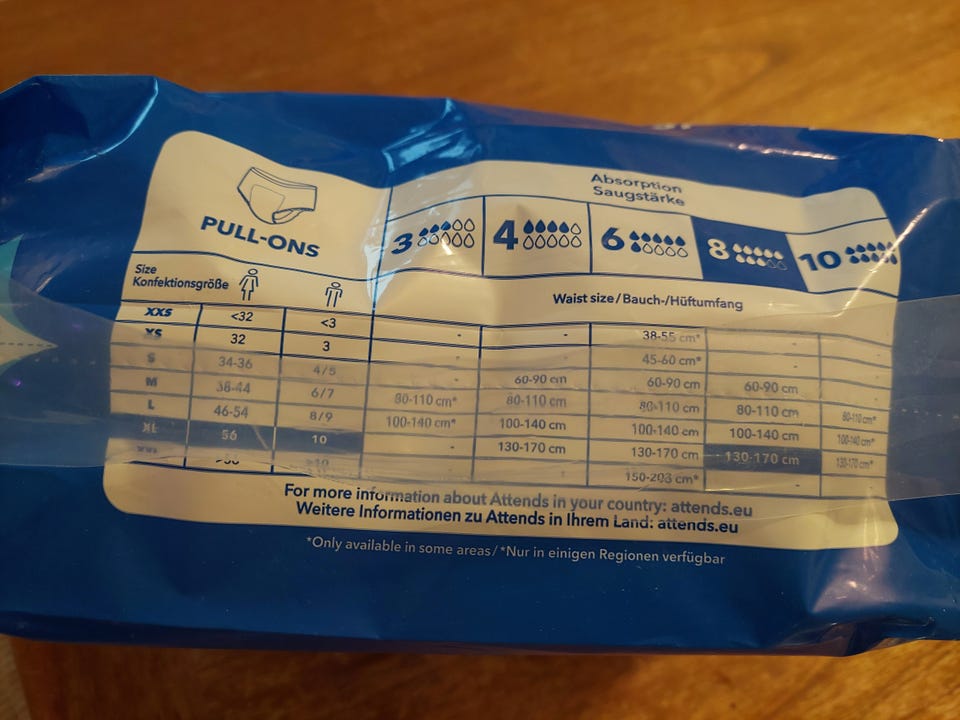 Absorption
Saugstärke
PULL-ONS
3 4 6 8 10
Size
Konfektionsgröße
Waist size/Bauch-/Hüftumfang
XXS <32 <3 - - 38-55 cm* - -
XS 32 3 - - 45-60 cm* - -
S 34-36 4/5 - 60-90 cm 60-90 cm 60-90 cm -
M 38-44 6/7 80-110 cm* 80-110 cm 80-110 cm 80-110 cm 80-110 cm*
L 46-54 8/9 100-140 cm* 100-140 cm 100-140 cm 100-140 cm 100-140 cm*
XL 56 10 - 130-170 cm 130-170 cm 130-170 cm 130-170 cm*
>10 - - 150-203 cm* - -
For more information about Attends in your country: attends.eu
Weitere Informationen zu Attends in Ihrem Land: attends.eu
*Only available in some areas/*Nur in einigen Regionen verfügbar